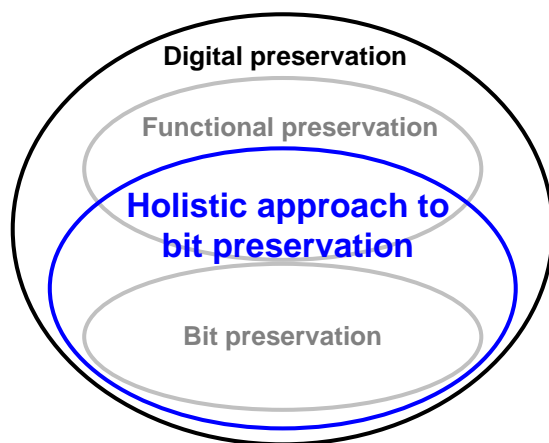 Digital preservation
Functional preservation
Holistic approach to
bit preservation
Bit preservation